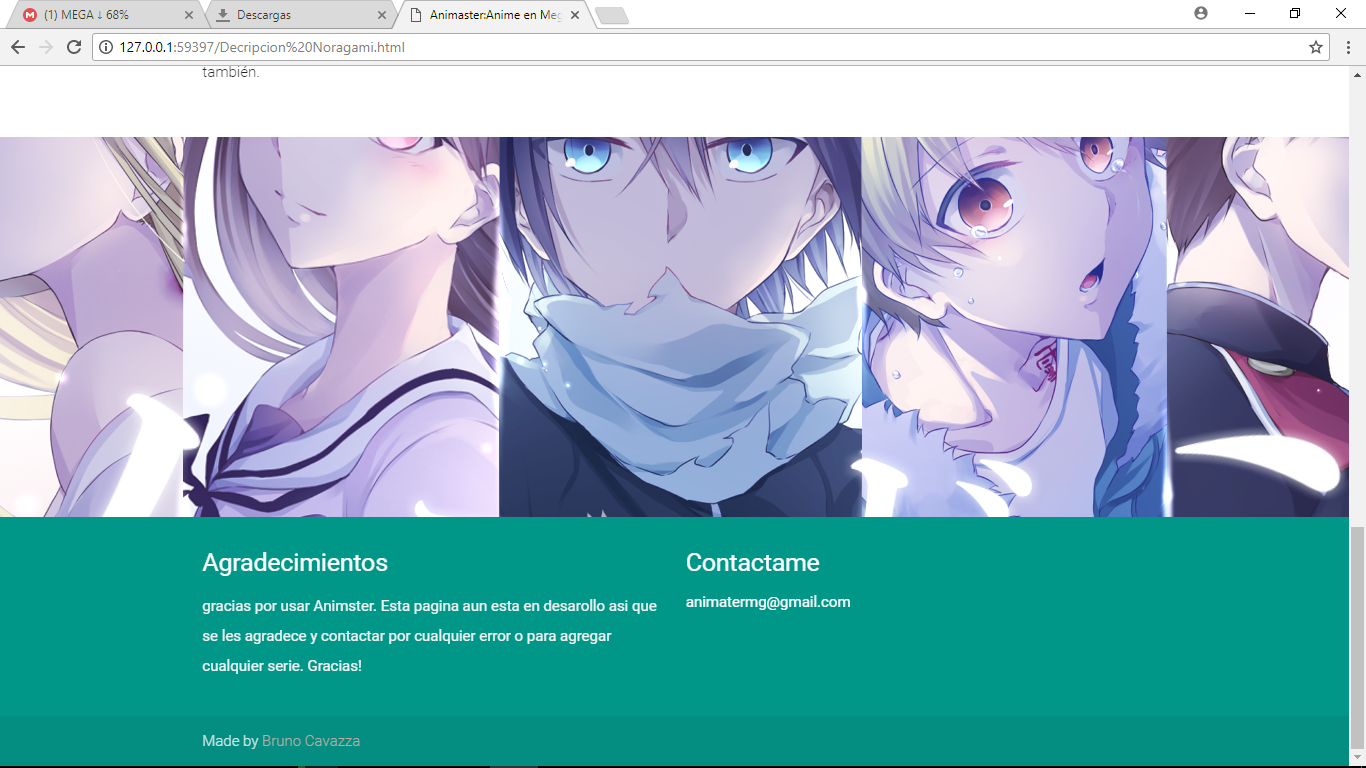 (1) MEGA ↓ 68%
Descargas
Animaster:Anime en Meg
127.0.0.1:59397/Decripcion%20Noragami.html
también.
Agradecimientos
gracias por usar Animster. Esta pagina aun esta en desarollo asi que
se les agradece y contactar por cualquier error o para agregar
cualquier serie. Gracias!
Contactame
animatermg@gmail.com
Made by Bruno Cavazza